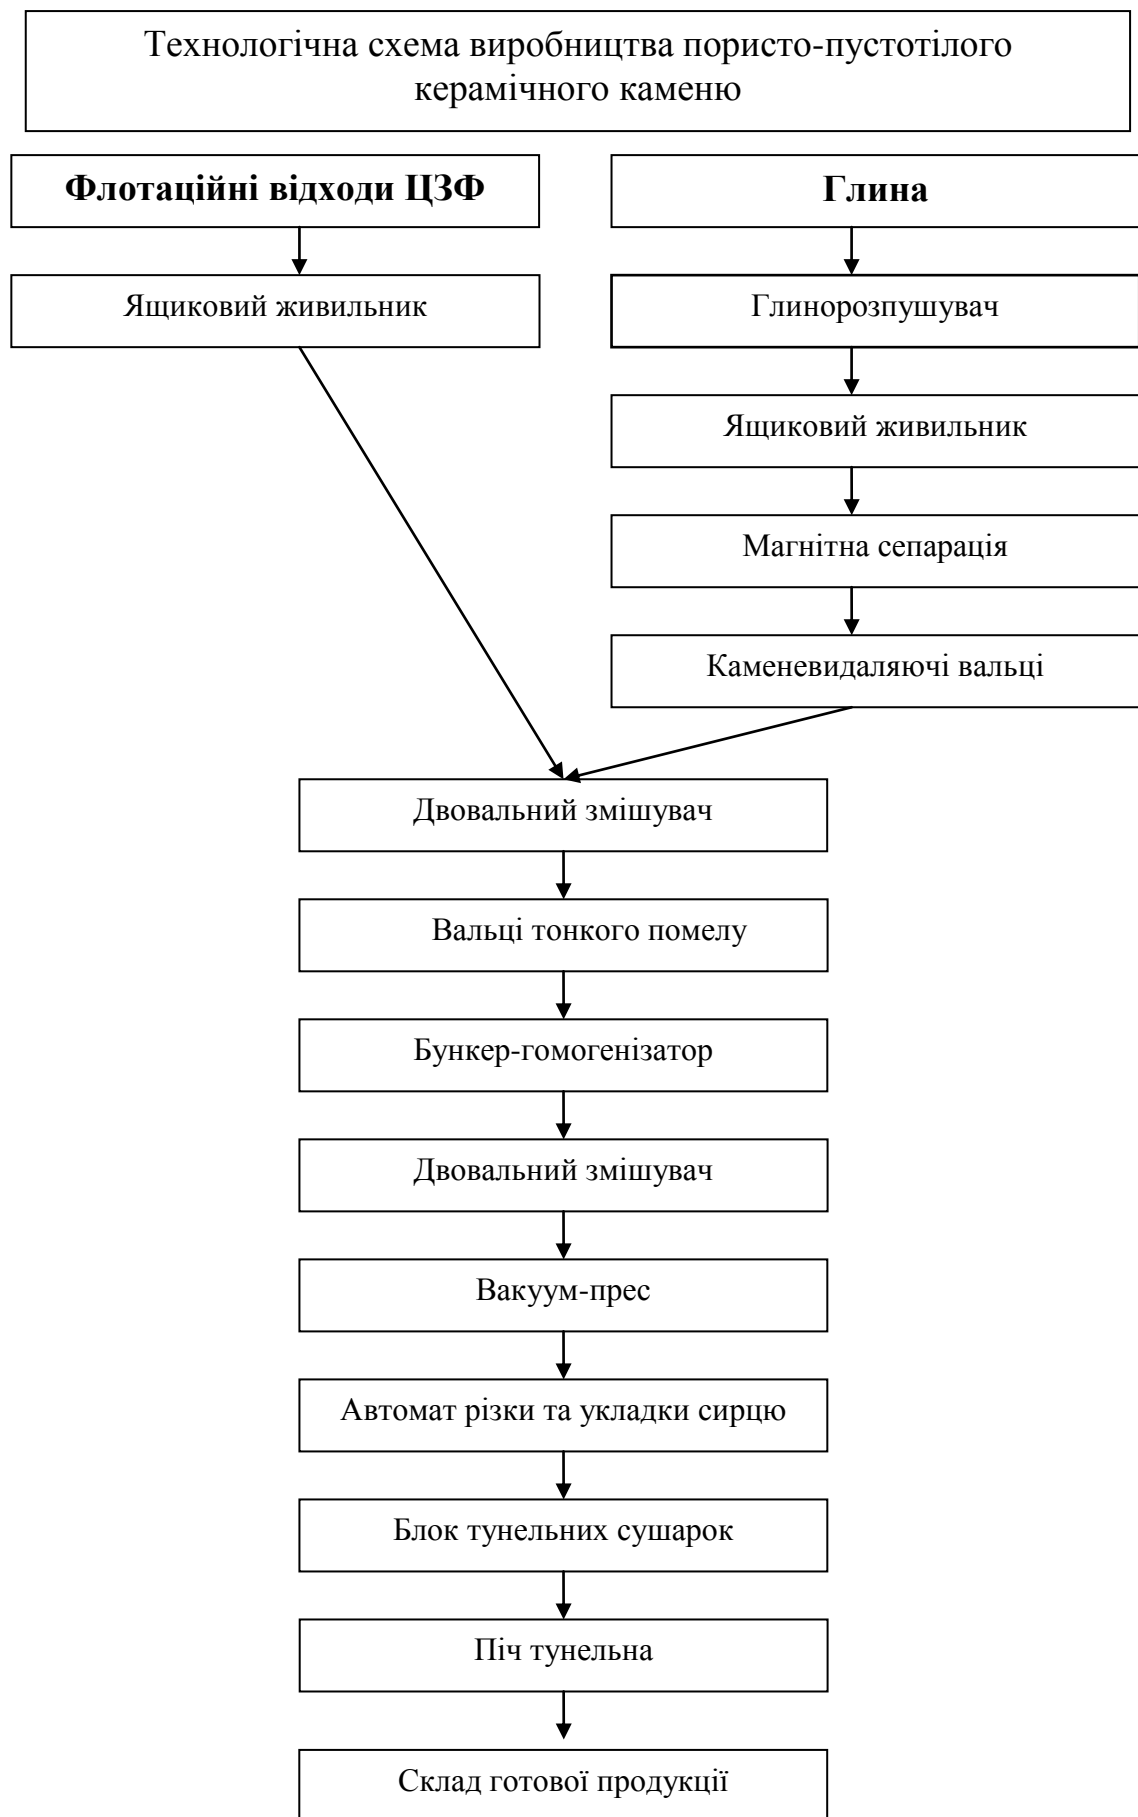 Технологічна схема виробництва пористо-пустотілого
керамічного каменю
Флотаційні відходи ЦЗФ
Глина
Ящиковий живильник
Глинорозпушувач
Ящиковий живильник
Магнітна сепарація
Каменевидаляючі вальці
Двовальний змішувач
Вальці тонкого помелу
Бункер-гомогенізатор
Двовальний змішувач
Вакуум-прес
Автомат різки та укладки сирцю
Блок тунельних сушарок
Піч тунельна
Склад готової продукції